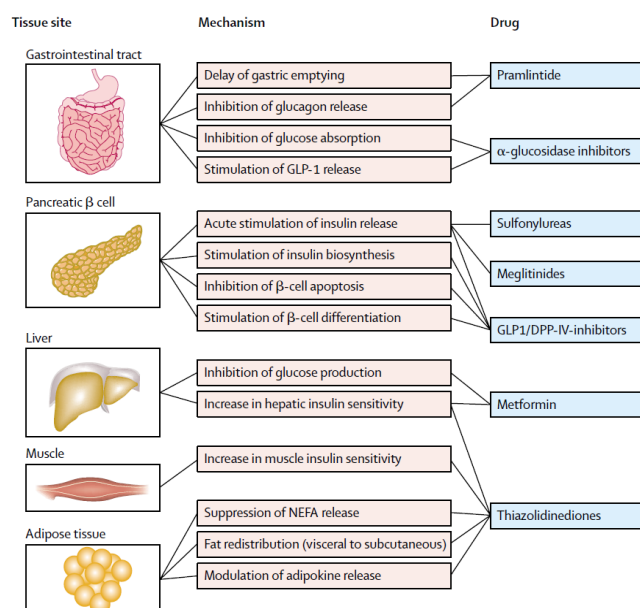 Tissue site
Mechanism
Drug
Gastrointestinal tract
Delay of gastric emptying
Inhibition of glucagon release
Inhibition of glucose absorption
Stimulation of GLP-1 release
Pramlintide
α-glucosidase inhibitors
Pancreatic β cell
Acute stimulation of insulin release
Stimulation of insulin biosynthesis
Inhibition of β-cell apoptosis
Stimulation of β-cell differentiation
Sulfonylureas
Meglitinides
GLP1/DPP-IV-inhibitors
Liver
Inhibition of glucose production
Increase in hepatic insulin sensitivity
Metformin
Muscle
Increase in muscle insulin sensitivity
Adipose tissue
Suppression of NEFA release
Fat redistribution (visceral to subcutaneous)
Modulation of adipokine release
Thiazolidinediones